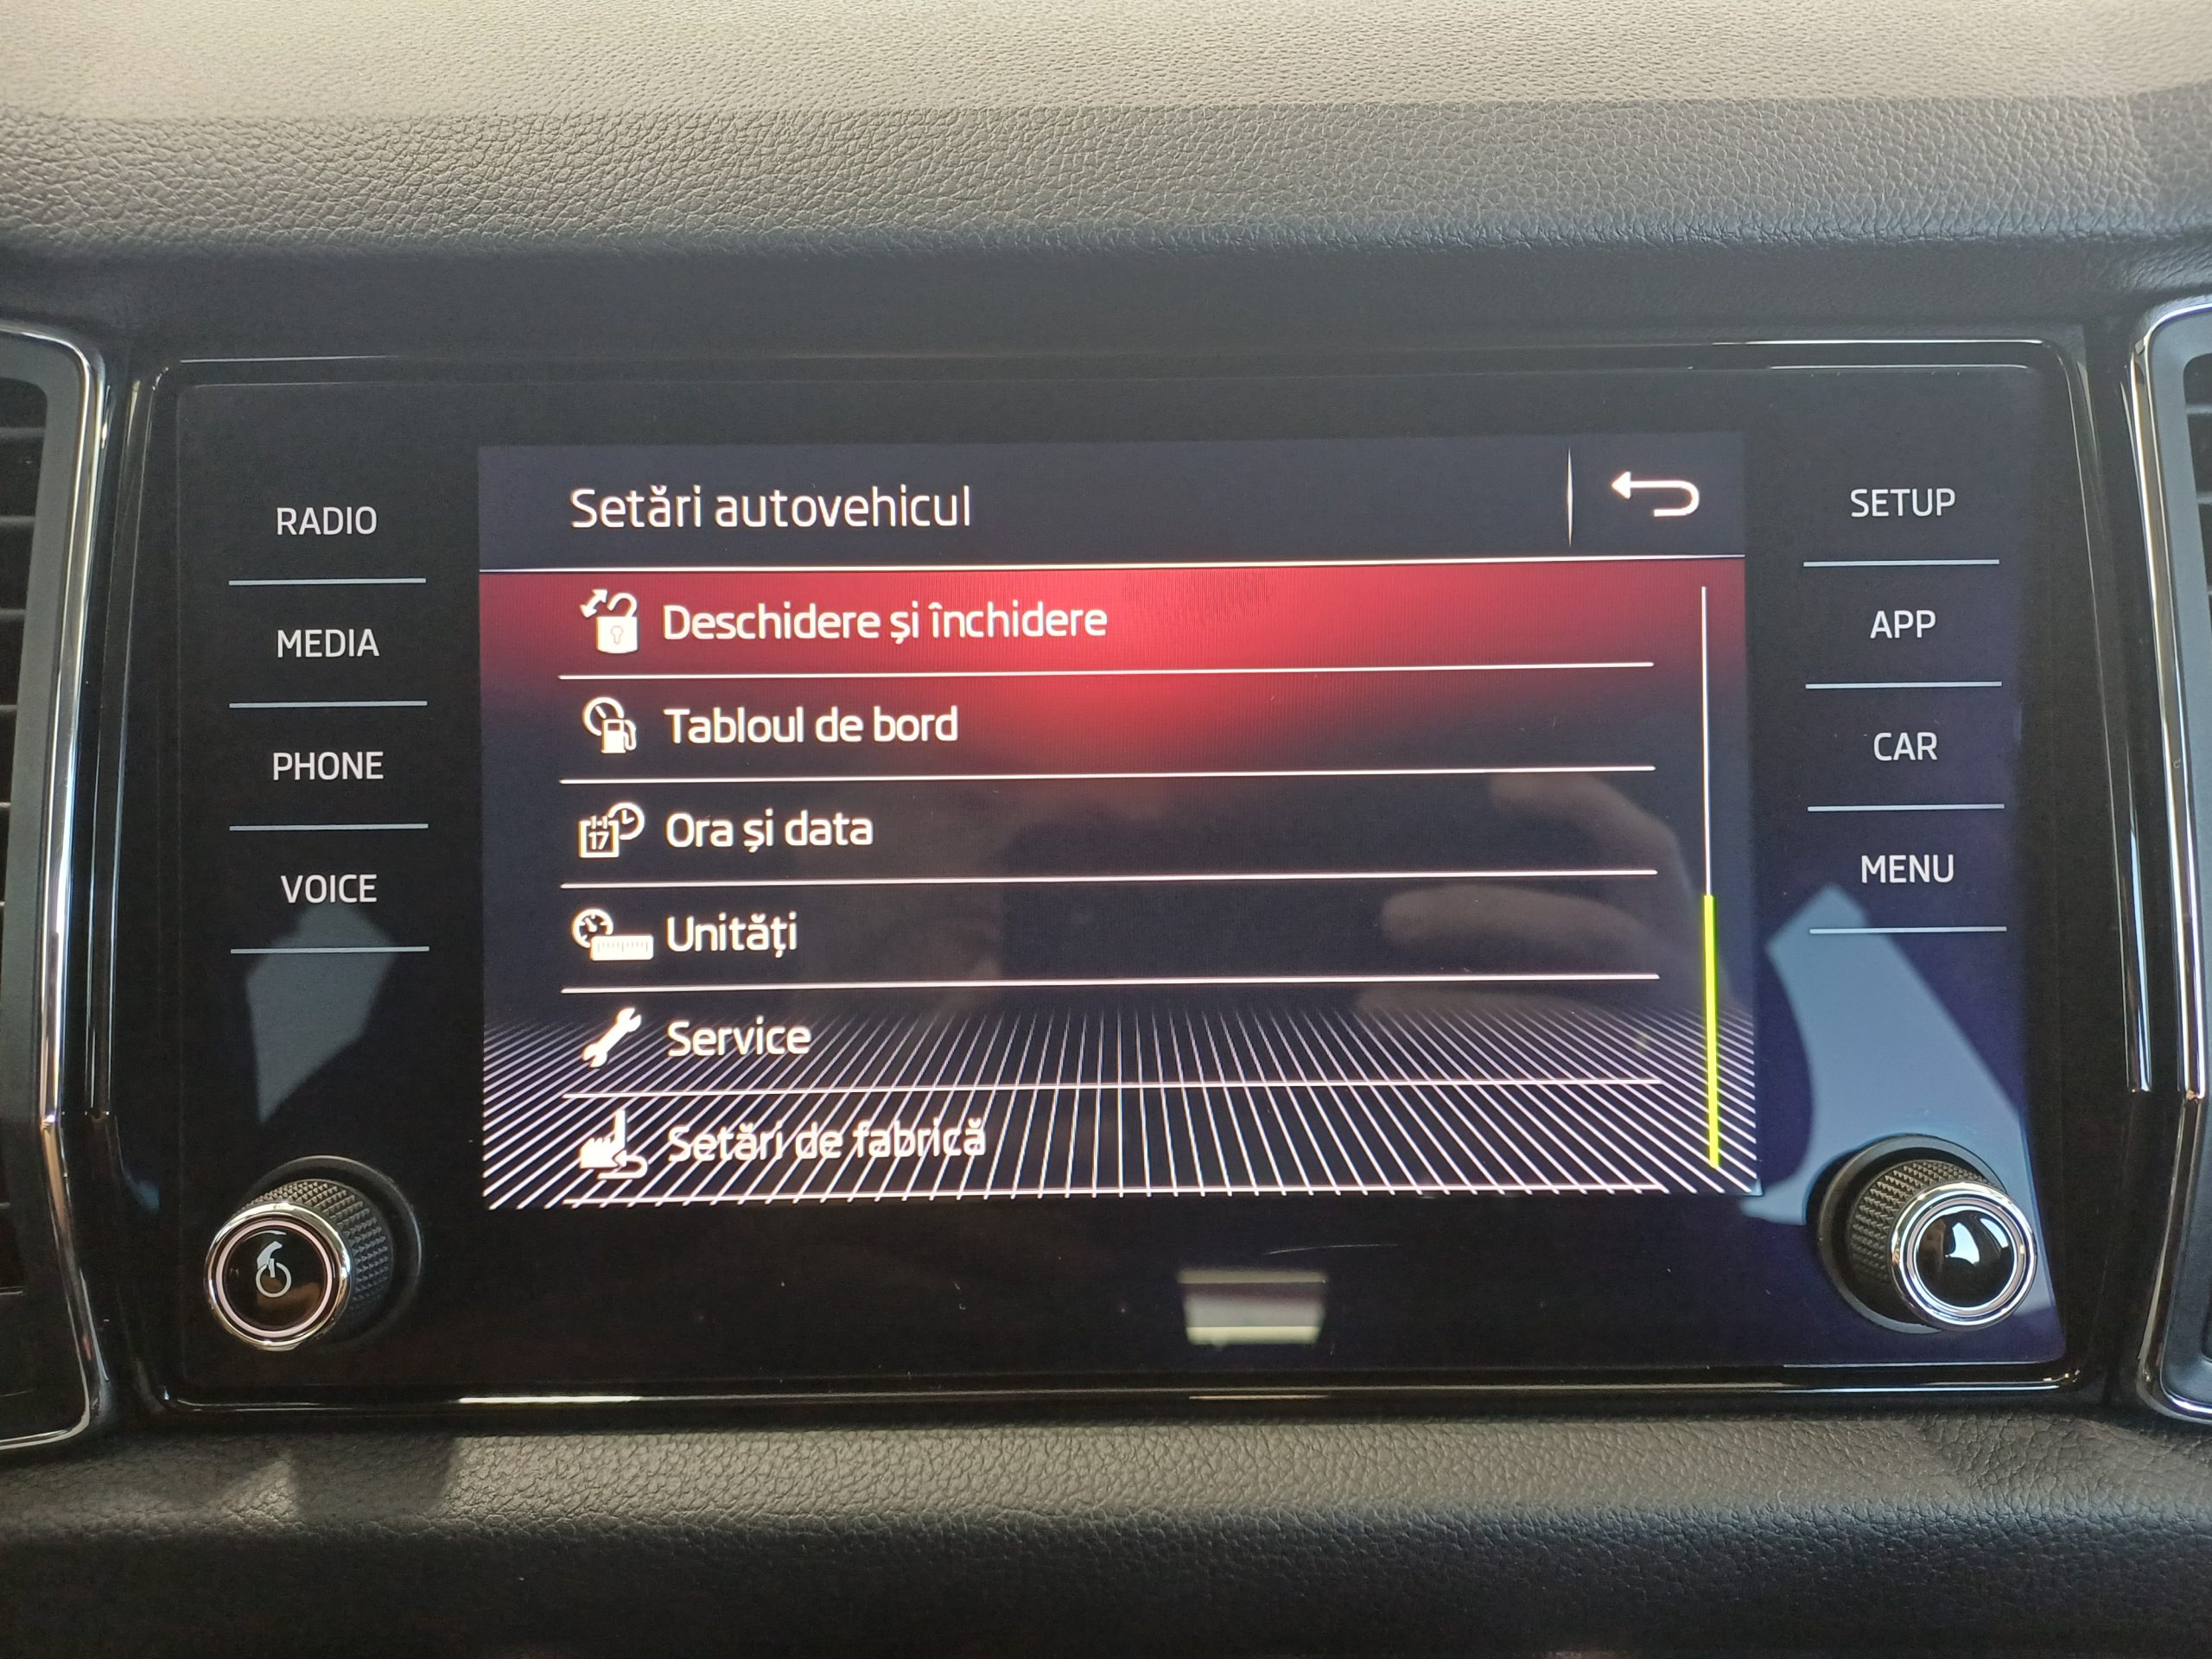 Setări autovehicul
RADIO
MEDIA
PHONE
VOICE
Deschidere și închidere
Tabloul de bord
17
Ora și data
Unități
Service
Setări de fabrică
SETUP
APP
CAR
MENU